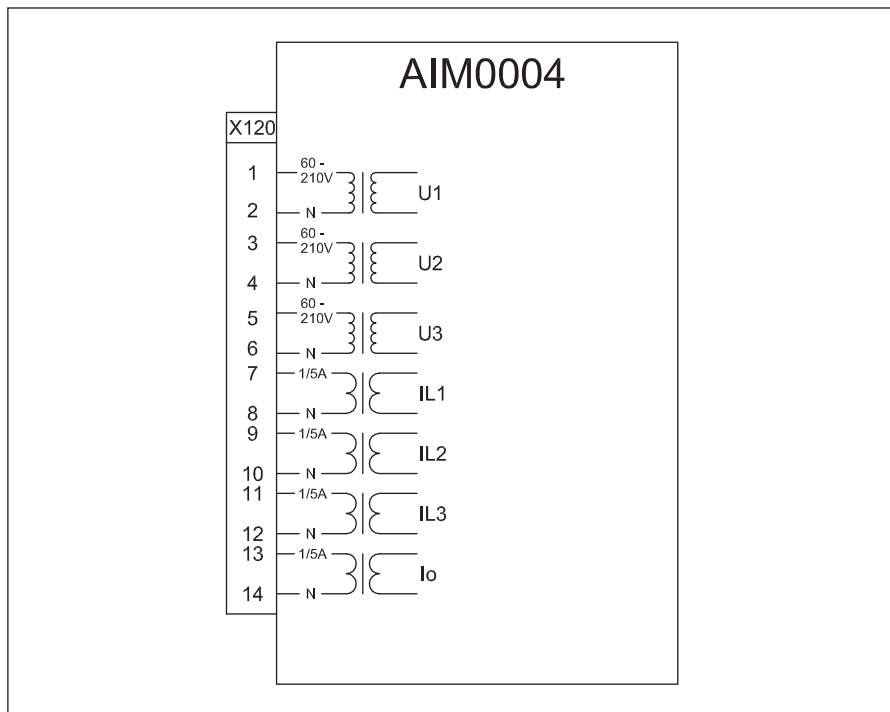 AIM0004
X120
1 60 -
210V
U1
2 N
3 60 -
210V
U2
4 N
5 60 -
210V
U3
6 N
7 1/5A
IL1
8 N
9 1/5A
IL2
10 N
11 1/5A
IL3
12 N
13 1/5A
Io
14 N